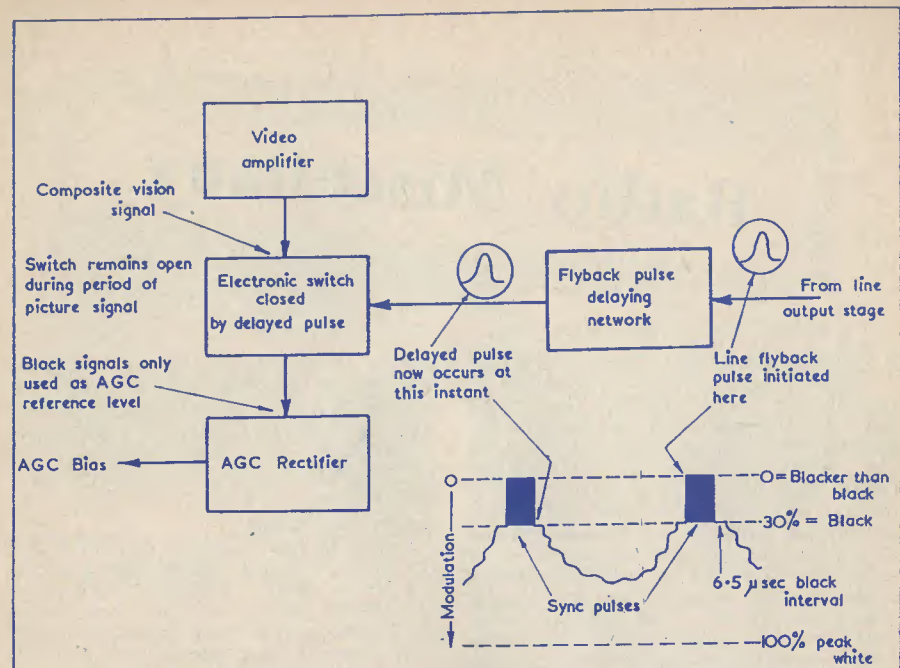 Video
amplifier
Composite vision
signal
Switch remains open
during period of
picture signal
Electronic switch
closed
by delayed pulse
Flyback pulse
delaying
network
From line
output stage
Black signals only
used as AGC
reference level
Delayed pulse
now occurs at
this instant
Line flyback
pulse initiated
here
AGC Bias
AGC Rectifier
O
O = Blacker than
black
30% = Black
Modulation
Sync pulses
6·5 μsec black
interval
100% peak
white